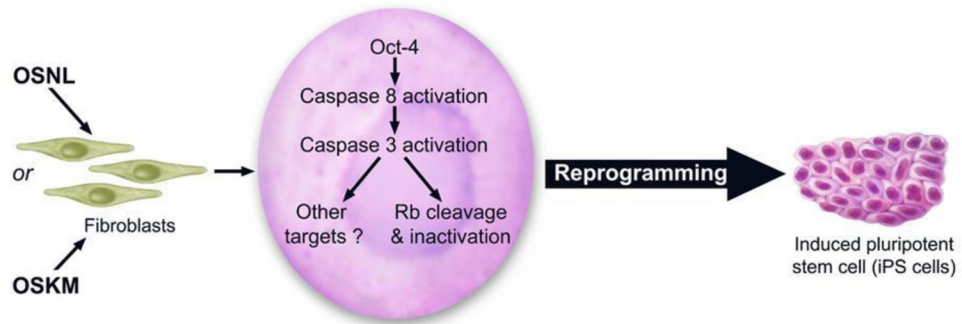 OSNL
or
Fibroblasts
OSKM
Oct-4
Caspase 8 activation
Caspase 3 activation
Other
targets ?
Rb cleavage
& inactivation
Reprogramming
Induced pluripotent
stem cell (iPS cells)